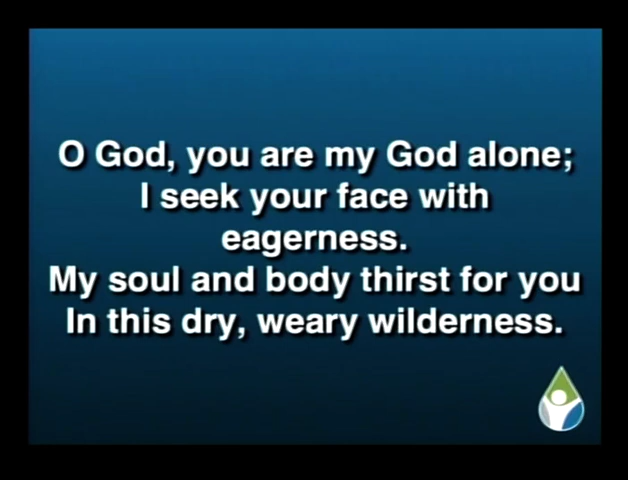 O God, you are my God alone;
I seek your face with
eagerness.
My soul and body thirst for you
In this dry, weary wilderness.